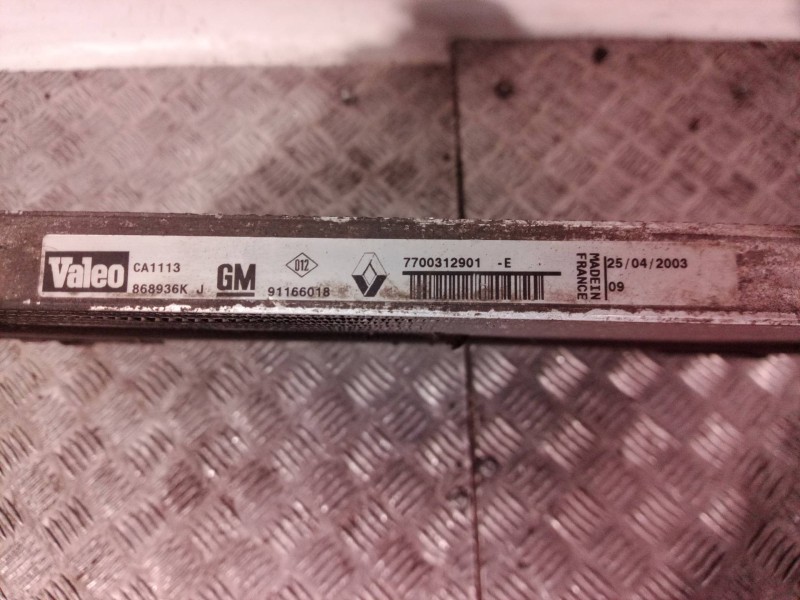 Valeo
CA1113
868936K J
GM
012
91166018
7700312901 -E
MADE IN
FRANCE
25/04/2003
09